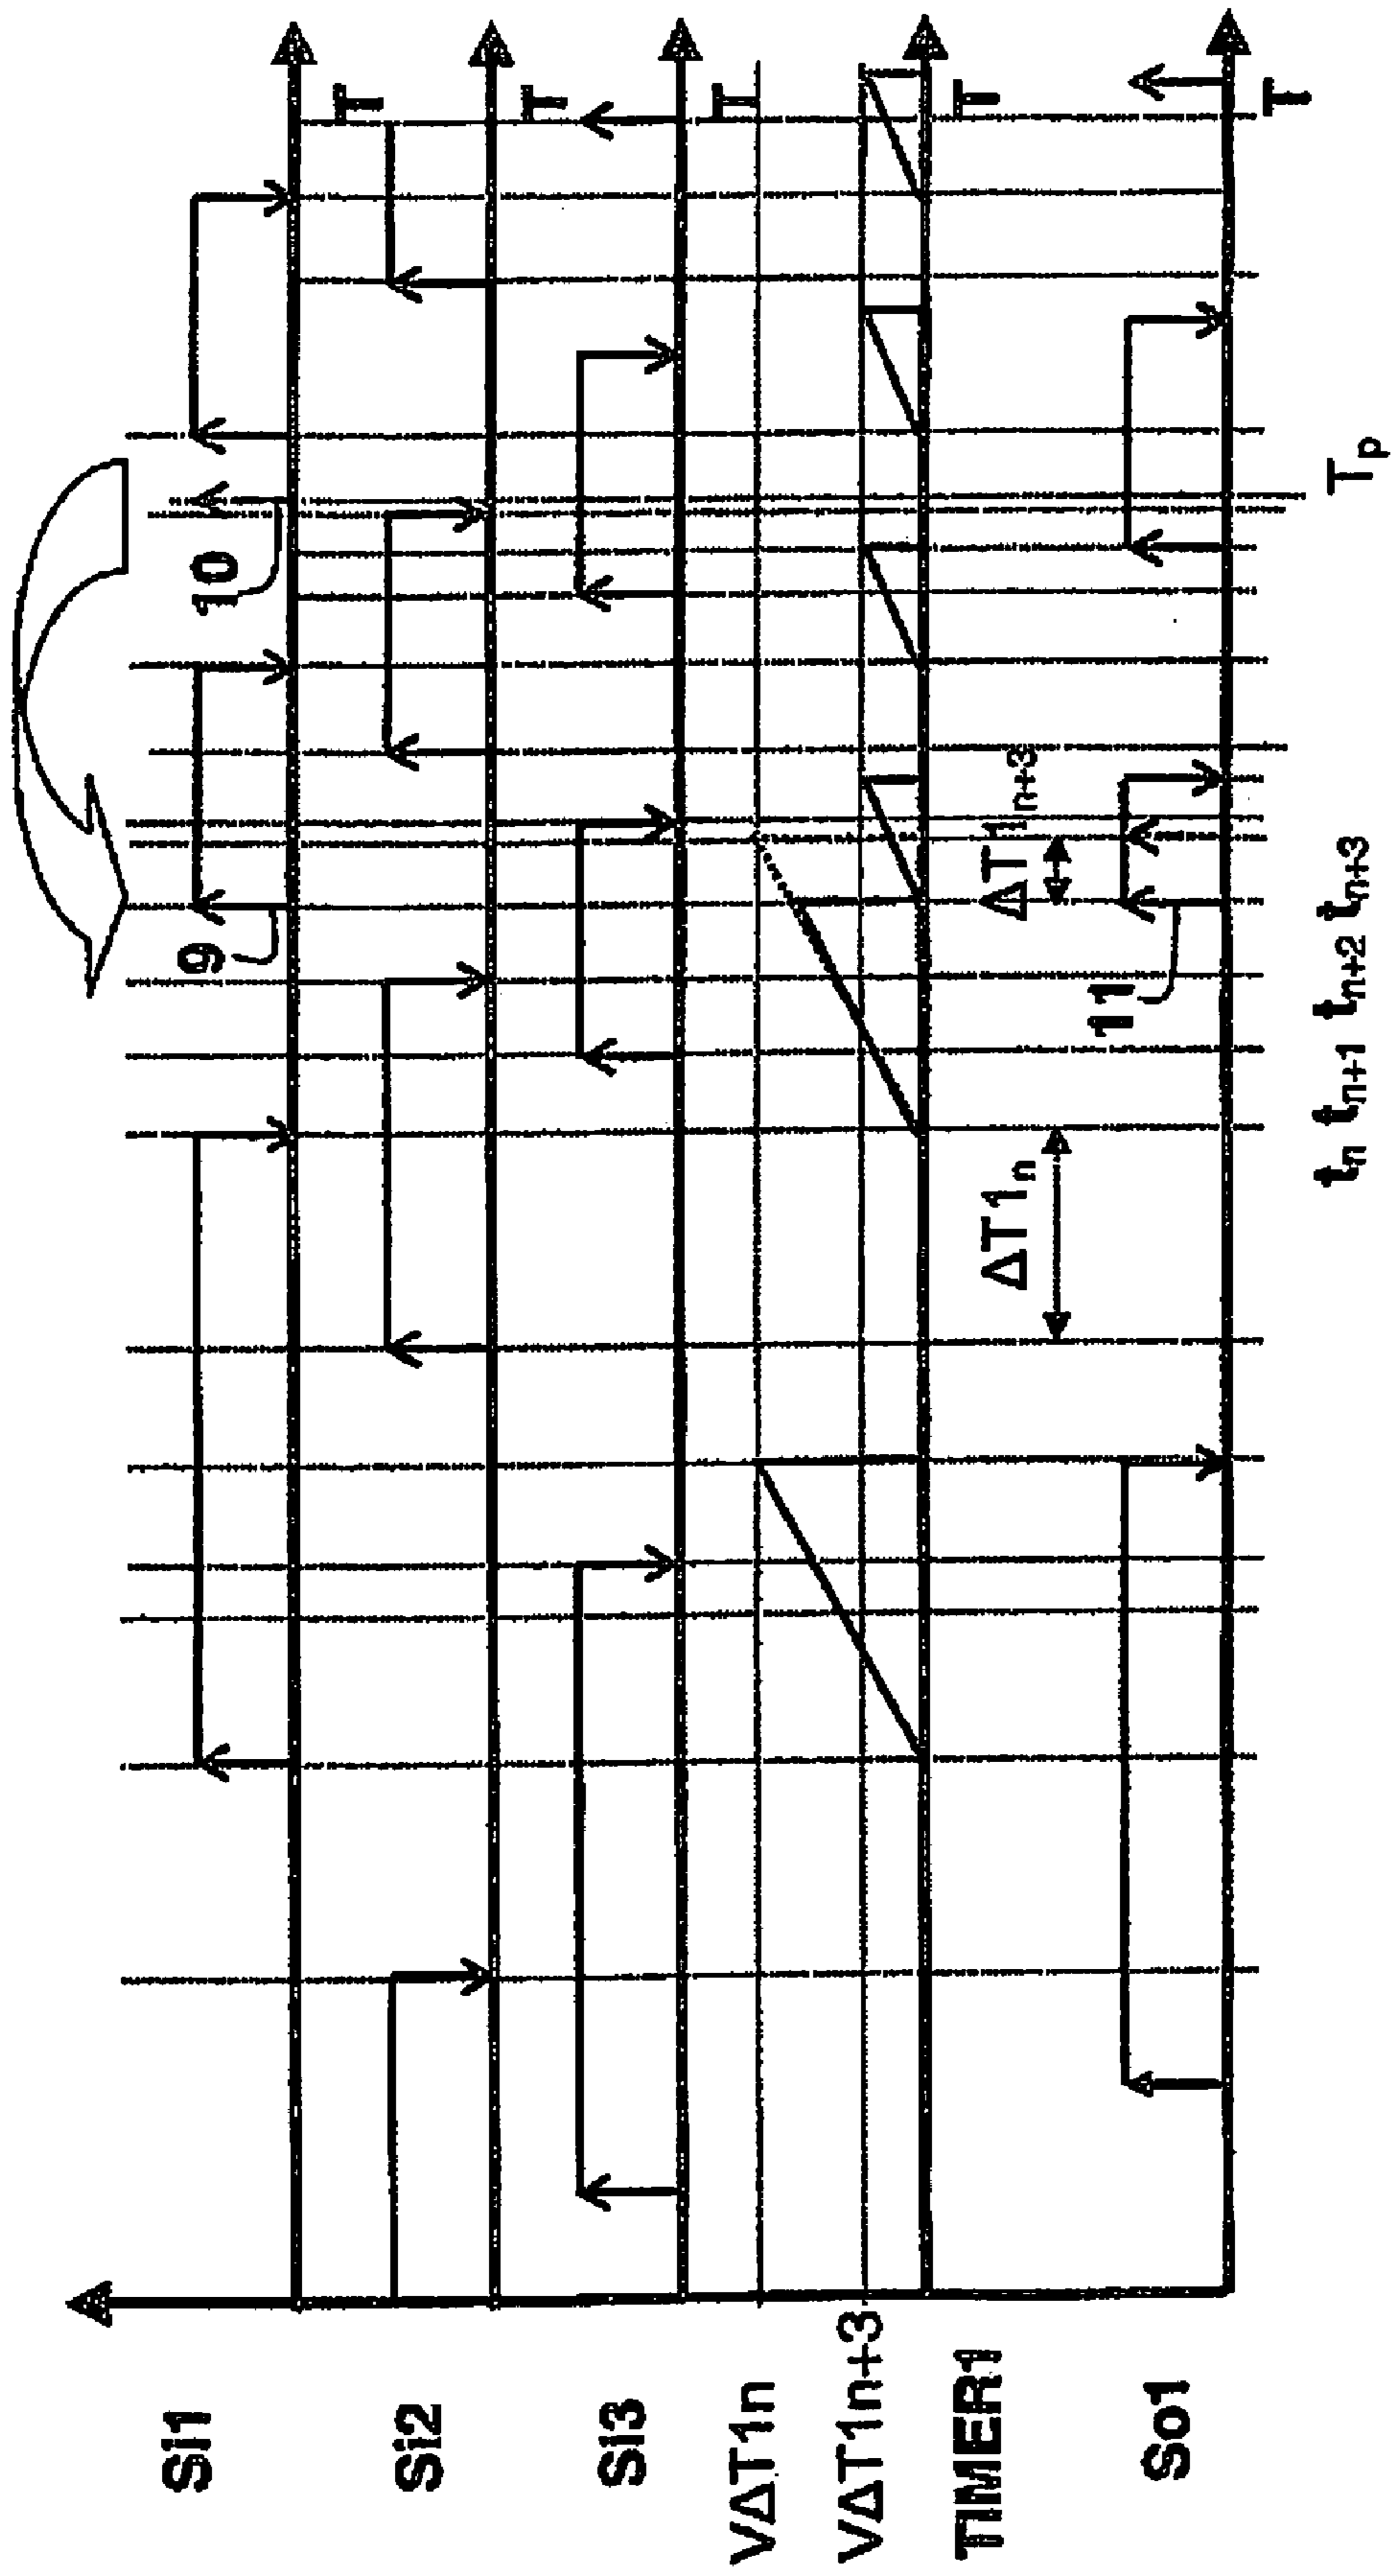 Si1
10
9
T
Si2
T
Si3
T
VΔT1n
VΔT1n+3
TIMER1
T
ΔT1n
ΔT1n+3
So1
11
T
tn tn+1 tn+2 tn+3
Tp